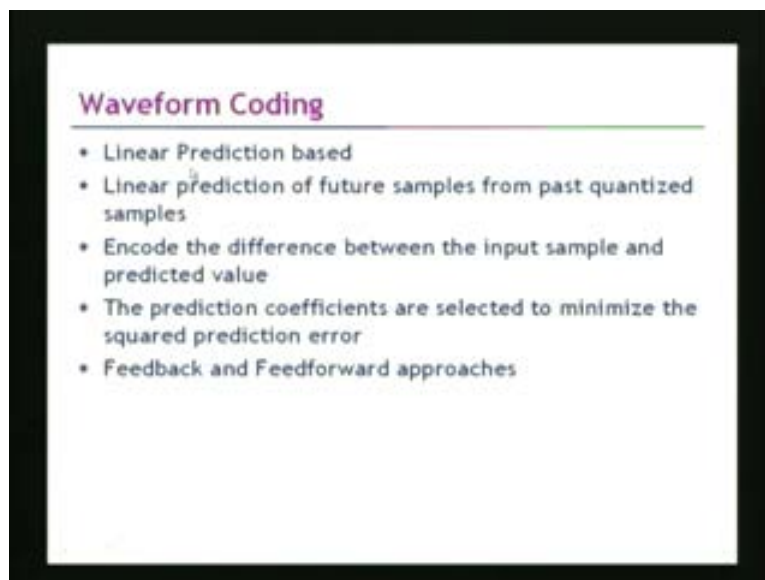 Waveform Coding
• Linear Prediction based
• Linear prediction of future samples from past quantized
samples
• Encode the difference between the input sample and
predicted value
• The prediction coefficients are selected to minimize the
squared prediction error
• Feedback and Feedforward approaches